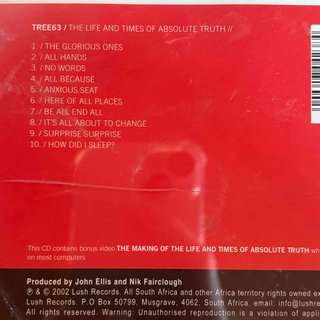 TREE63 / THE LIFE AND TIMES OF ABSOLUTE TRUTH //
1. / THE GLORIOUS ONES
2. / ALL HANDS
3. / NO WORDS
4. / ALL BECAUSE
5. / ANXIOUS SEAT
6. / HERE OF ALL PLACES
7. / BE ALL END ALL
8. / IT'S ALL ABOUT TO CHANGE
9. / SURPRISE SURPRISE
10. / HOW DID I SLEEP?
This CD contains bonus video THE MAKING OF THE LIFE AND TIMES OF ABSOLUTE TRUTH
on most computers
Produced by John Ellis and Nik Fairclough
℗ & © 2002 Lush Records. All South Africa and other Africa territory rights owned
Lush Records. P.O Box 50799, Musgrave, 4062, South Africa. email: info@lushre
All rights reserved. Warning: Unauthorised reproduction is a violation of applic